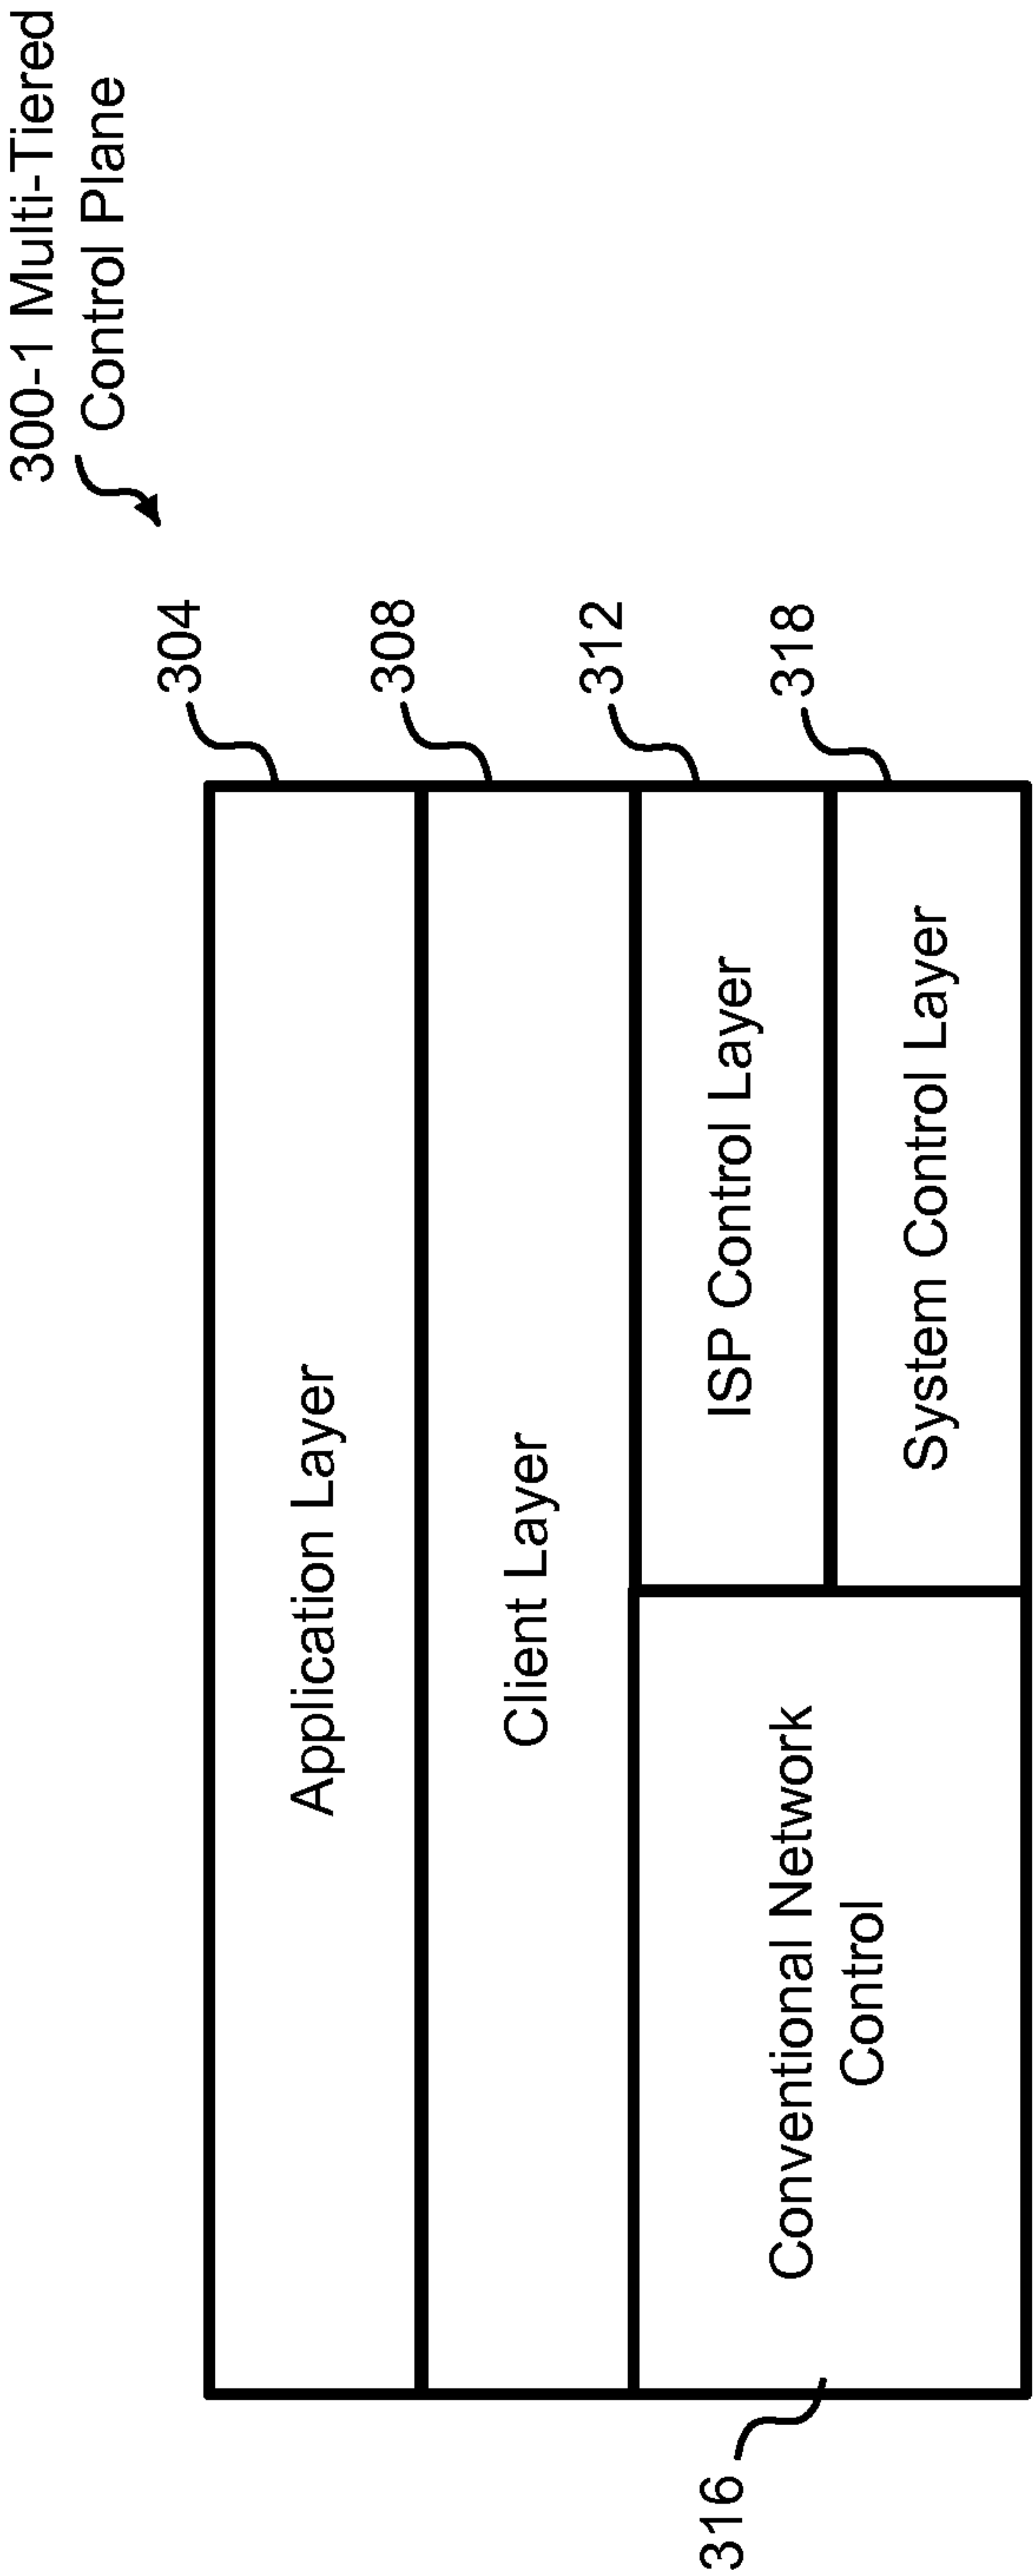 300-1 Multi-Tiered
Control Plane
304
Application Layer
308
Client Layer
312
ISP Control Layer
318
System Control Layer
Conventional Network
Control
316